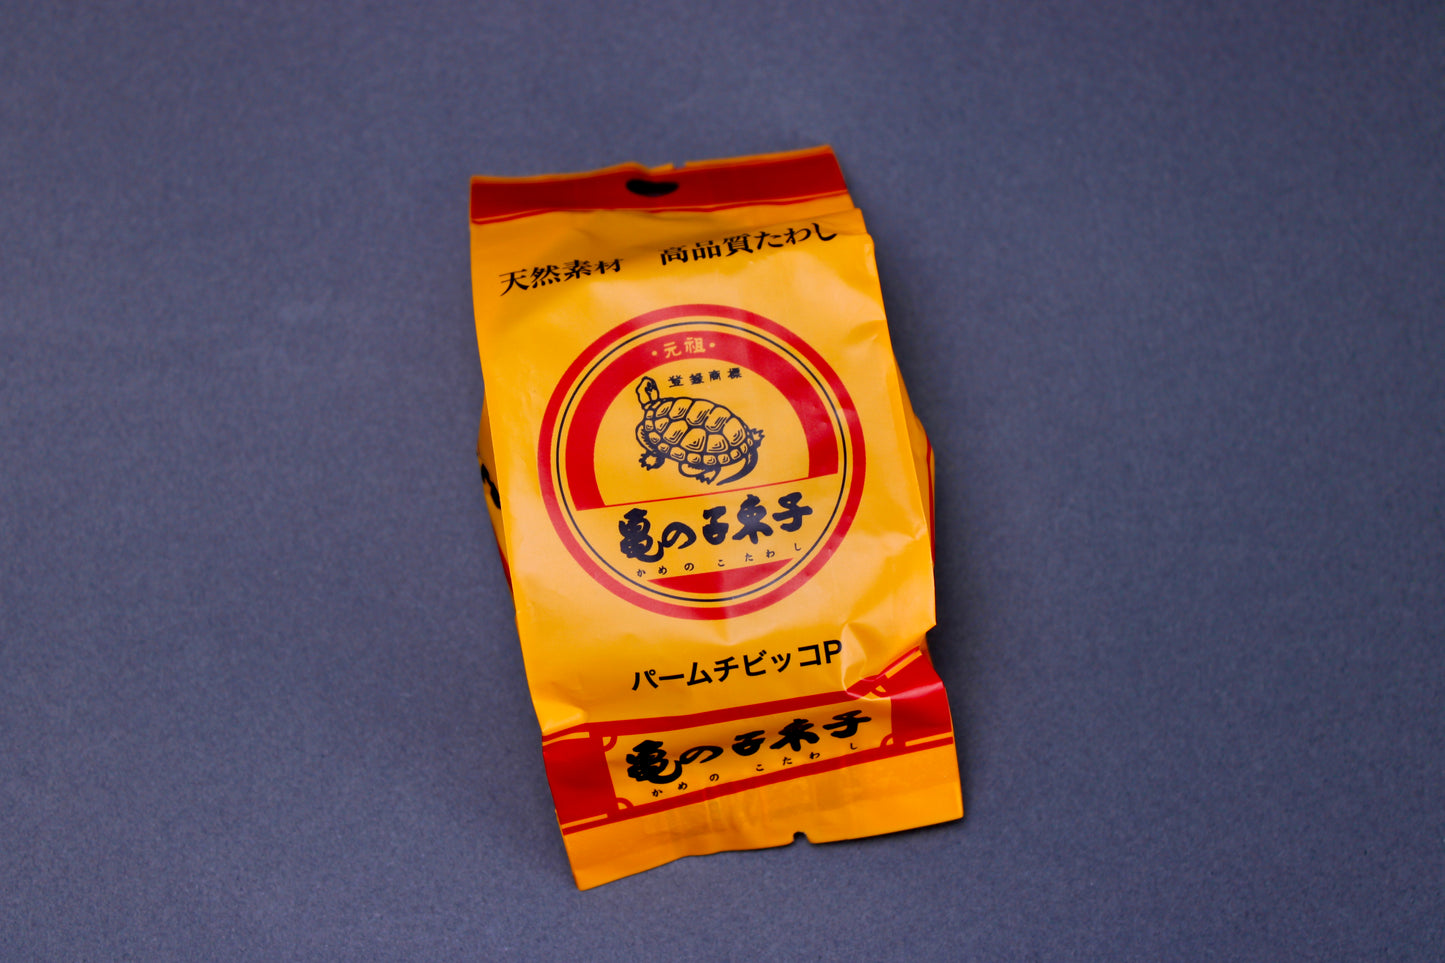 天然素材　高品質たわし
・元祖・
登録商標
亀の子束子
かめのこたわし
パームチビッコP
亀の子束子
かめのこたわし